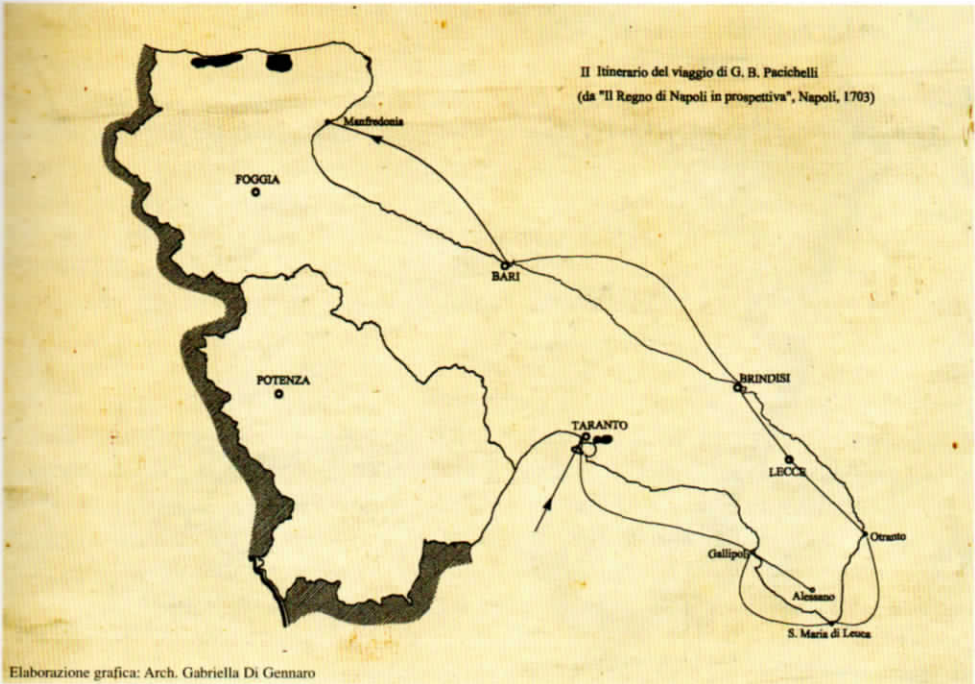 II Itinerario del viaggio di G. B. Pacichelli
(da "Il Regno di Napoli in prospettiva", Napoli, 1703)
Manfredonia
FOGGIA
BARI
POTENZA
BRINDISI
TARANTO
LECCE
Gallipoli
Otranto
Alessano
S. Maria di Leuca
Elaborazione grafica: Arch. Gabriella Di Gennaro